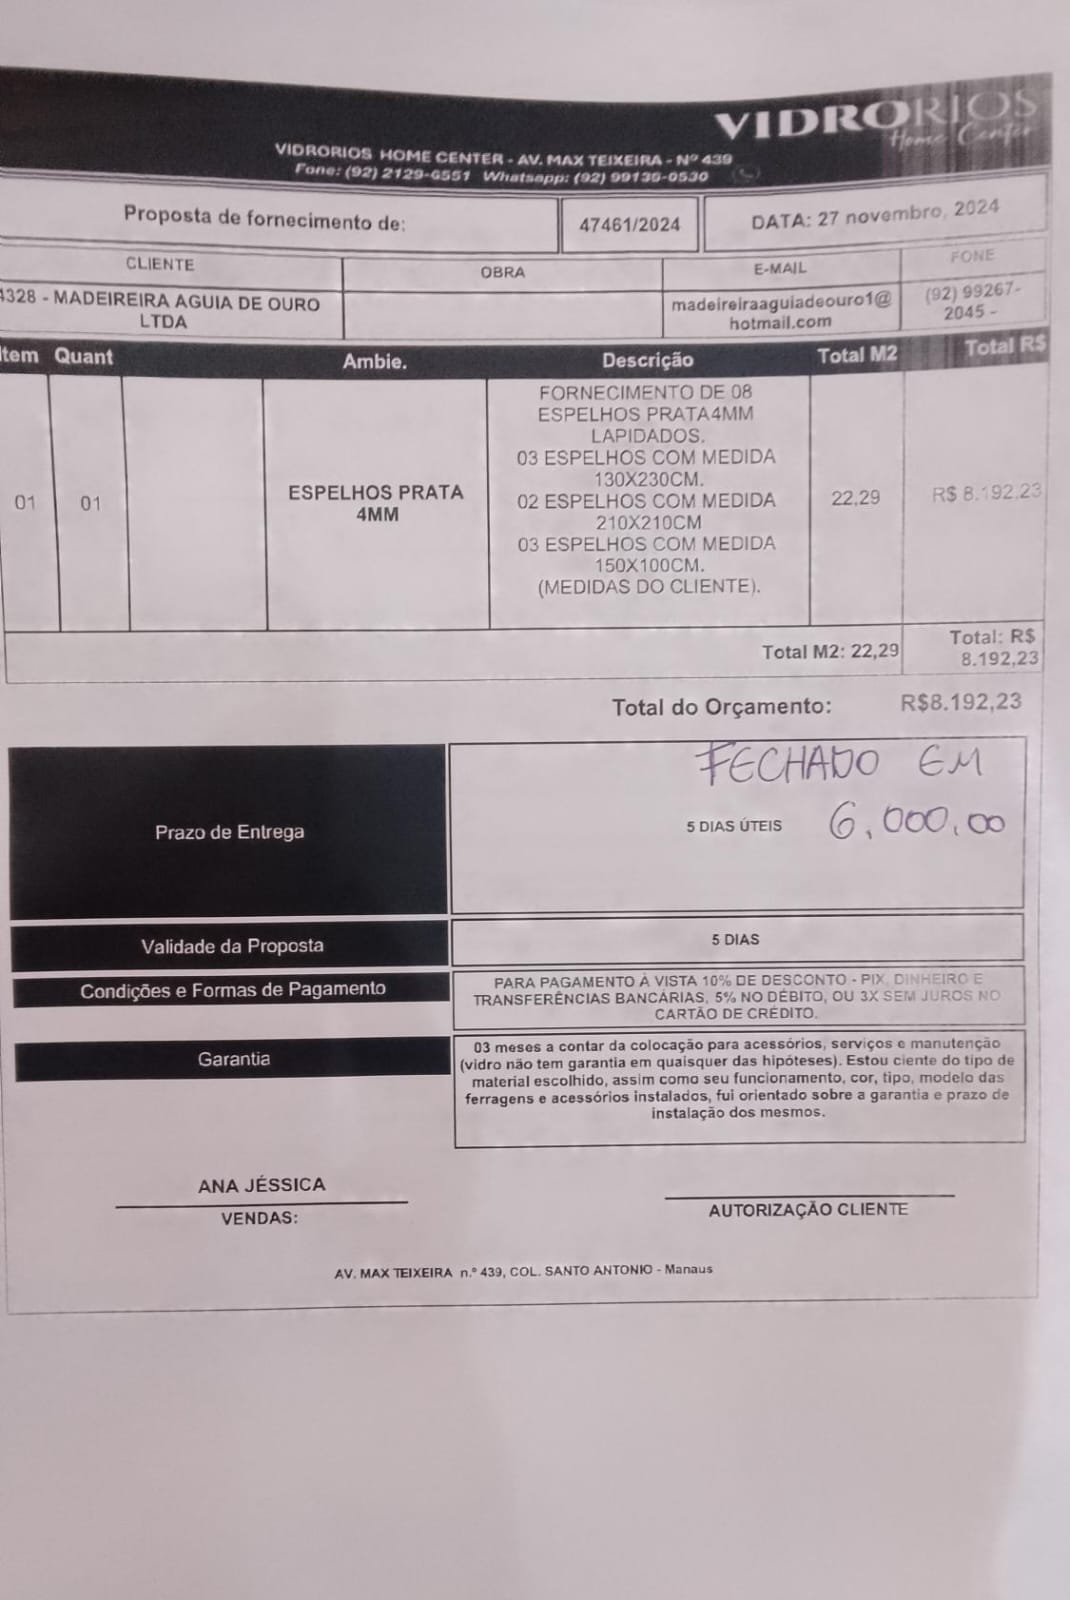 VIDRORIOS
Home Center
VIDRORIOS HOME CENTER - AV. MAX TEIXEIRA - Nº 439
Fone: (92) 2129-6551 Whatsapp: (92) 99136-0530
Proposta de fornecimento de:
47461/2024
DATA: 27 novembro, 2024
CLIENTE
OBRA
E-MAIL
FONE
4328 - MADEIREIRA AGUIA DE OURO
LTDA
madeireiraaguiadeouro1@
hotmail.com
(92) 99267-
2045 -
Item Quant Ambie. Descrição Total M2 Total R$
01
01
ESPELHOS PRATA
4MM
FORNECIMENTO DE 08
ESPELHOS PRATA4MM
LAPIDADOS.
03 ESPELHOS COM MEDIDA
130X230CM.
02 ESPELHOS COM MEDIDA
210X210CM
03 ESPELHOS COM MEDIDA
150X100CM.
(MEDIDAS DO CLIENTE).
22,29
R$ 8.192,23
Total M2: 22,29
Total: R$
8.192,23
Total do Orçamento: R$8.192,23
Prazo de Entrega
FECHADO EM
5 DIAS ÚTEIS 6,000,00
Validade da Proposta
5 DIAS
Condições e Formas de Pagamento
PARA PAGAMENTO À VISTA 10% DE DESCONTO - PIX, DINHEIRO E
TRANSFERÊNCIAS BANCÁRIAS, 5% NO DÉBITO, OU 3X SEM JUROS NO
CARTÃO DE CRÉDITO.
Garantia
03 meses a contar da colocação para acessórios, serviços e manutenção
(vidro não tem garantia em quaisquer das hipóteses). Estou ciente do tipo de
material escolhido, assim como seu funcionamento, cor, tipo, modelo das
ferragens e acessórios instalados, fui orientado sobre a garantia e prazo de
instalação dos mesmos.
ANA JÉSSICA
VENDAS:
AUTORIZAÇÃO CLIENTE
AV. MAX TEIXEIRA n.º 439, COL. SANTO ANTONIO - Manaus